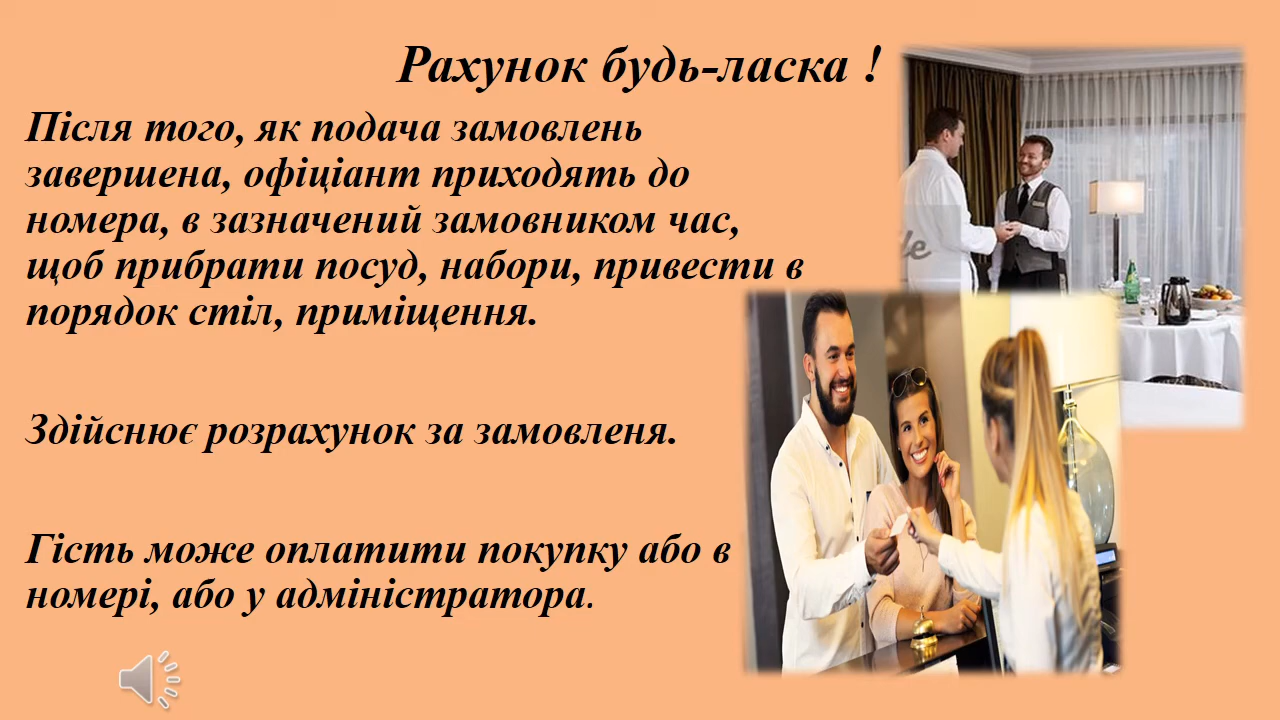 Рахунок будь-ласка !
Після того, як подача замовлень
завершена, офіціант приходять до
номера, в зазначений замовником час,
щоб прибрати посуд, набори, привести в
порядок стіл, приміщення.
Здійснює розрахунок за замовленя.
Гість може оплатити покупку або в
номері, або у адміністратора.